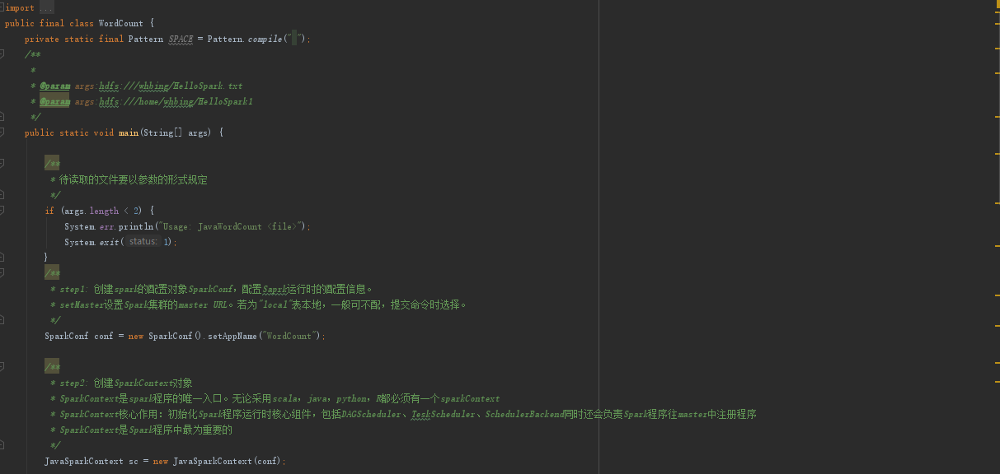 import ...
public final class WordCount {
private static final Pattern SPACE = Pattern.compile(" ");
/**
*
* @param args:hdfs:///whbing/HelloSpark.txt
* @param args:hdfs:///home/whbing/HelloSpark1
*/
public static void main(String[] args) {
/**
* 待读取的文件要以参数的形式规定
*/
if (args.length < 2) {
System.err.println("Usage: JavaWordCount <file>");
System.exit( status: 1);
}
/**
* step1: 创建spark的配置对象SparkConf，配置Saprk运行时的配置信息。
* setMaster设置Spark集群的master URL。若为"local"表本地，一般可不配，提交命令时选择。
*/
SparkConf conf = new SparkConf().setAppName("WordCount");
/**
* step2: 创建SparkContext对象
* SparkContext是spark程序的唯一入口。无论采用scala，java，python，R都必须有一个sparkContext
* SparkContext核心作用：初始化Spark程序运行时核心组件，包括DAGScheduler、TeskScheduler、SchedulerBackend同时还会负责Spark程序往master中注册程序
* SparkContext是Spark程序中最为重要的
*/
JavaSparkContext sc = new JavaSparkContext(conf);